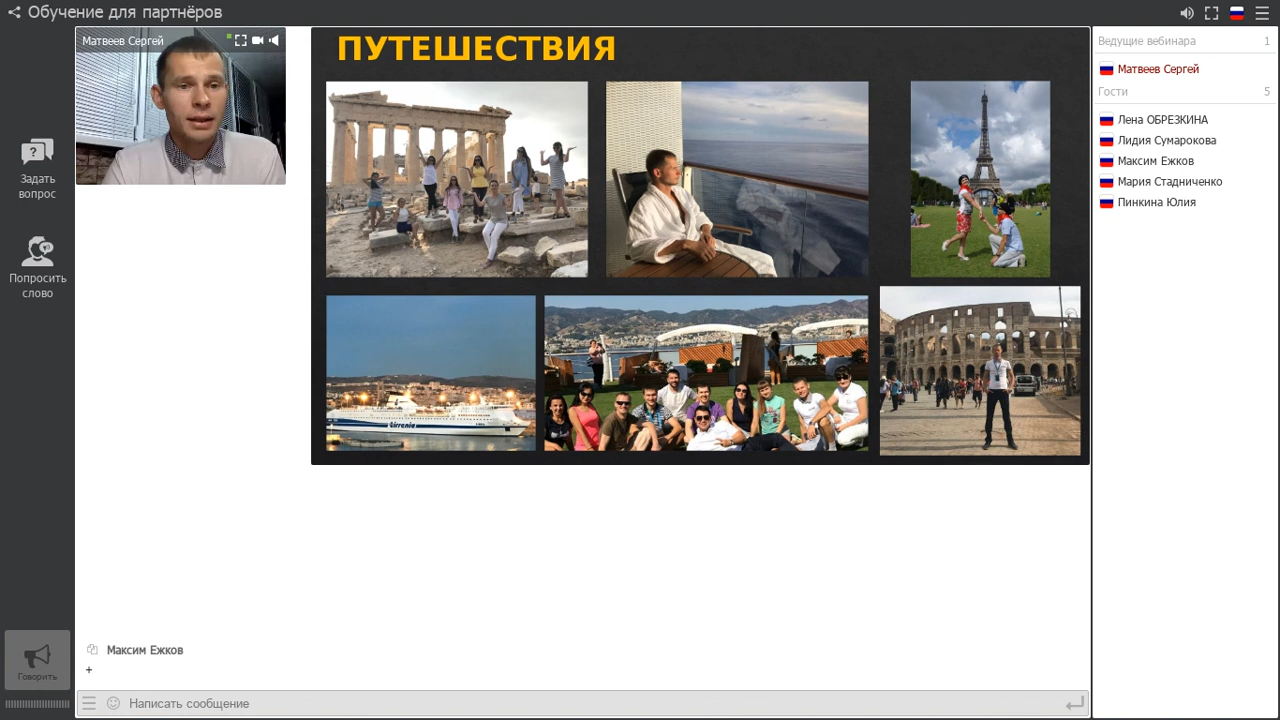 Обучение для партнёров
Матвеев Сергей
ПУТЕШЕСТВИЯ
Tirrenia
Задать
вопрос
Попросить
слово
Говорить
Максим Ежков
+
Написать сообщение
Ведущие вебинара 1
Матвеев Сергей
Гости 5
Лена ОБРЕЗКИНА
Лидия Сумарокова
Максим Ежков
Мария Стадниченко
Пинкина Юлия